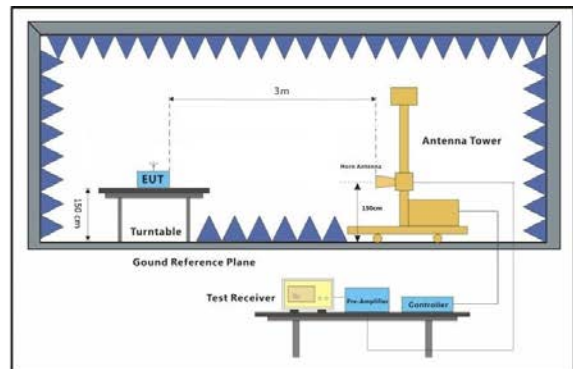 3m
Antenna Tower
Horn Antenna
EUT
150cm
150 cm
Turntable
Gound Reference Plane
Test Receiver
Pre-Amplifier
Controller